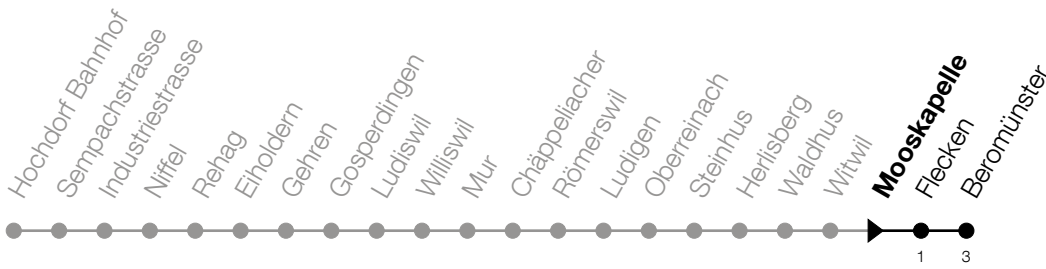 Hochdorf Bahnhof
Sempachstrasse
Industriestrasse
Niffel
Rehag
Eiholdern
Gehren
Gosperdingen
Ludiswil
Williswil
Mur
Chäppeliacher
Römerswil
Ludigen
Oberreinach
Steinhus
Herlisberg
Waldhus
Witwil
Mooskapelle
Flecken
Beromünster
1
3